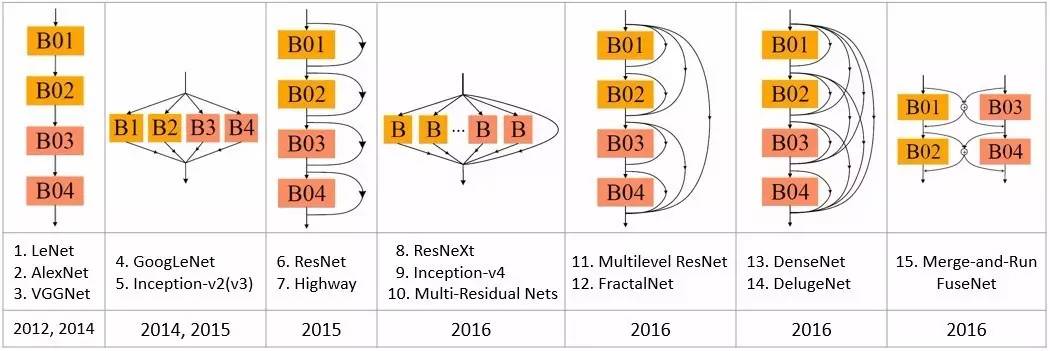 B01
B02
B03
B04
B1 B2 B3 B4
B01
B02
B03
B04
B B ... B B
B01
B02
B03
B04
B01
B02
B03
B04
B01 B03
B02 B04
1. LeNet
2. AlexNet
3. VGGNet
4. GoogLeNet
5. Inception-v2(v3)
6. ResNet
7. Highway
8. ResNeXt
9. Inception-v4
10. Multi-Residual Nets
11. Multilevel ResNet
12. FractalNet
13. DenseNet
14. DelugeNet
15. Merge-and-Run
FuseNet
2012, 2014
2014, 2015
2015
2016
2016
2016
2016